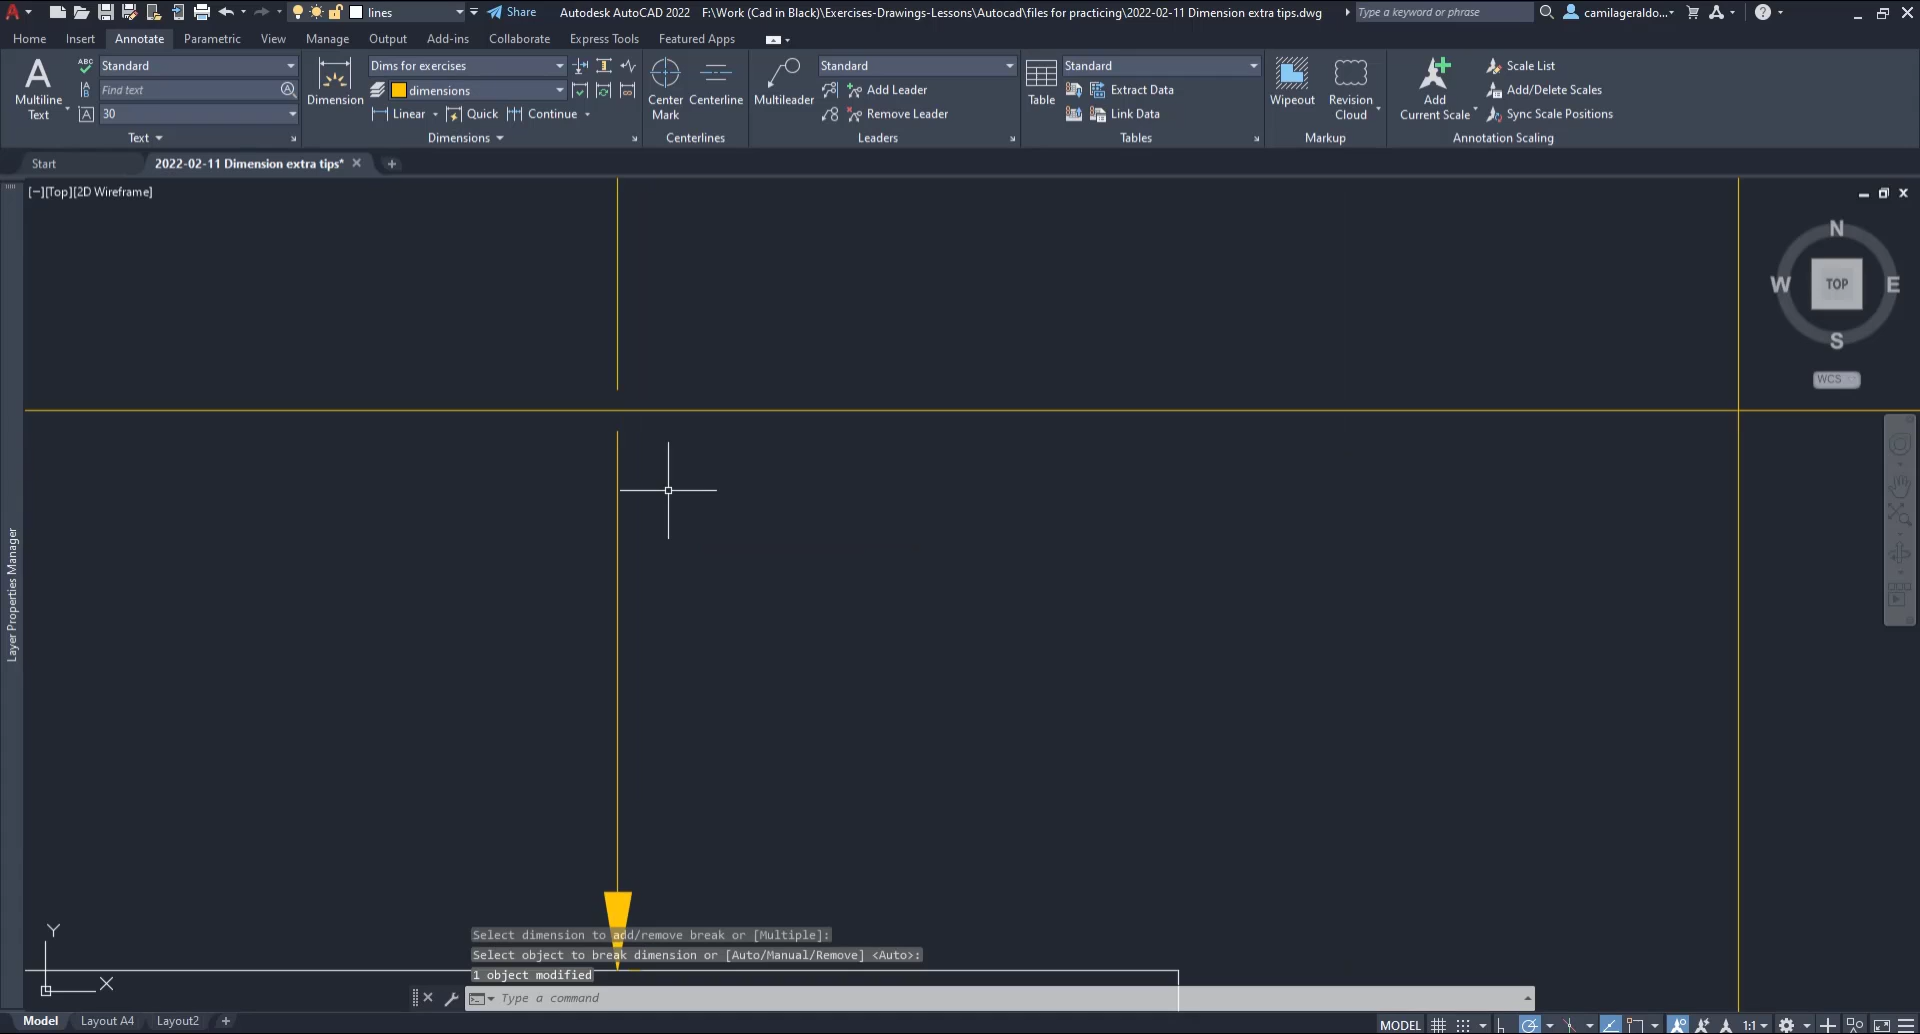 lines
Share
Autodesk AutoCAD 2022 F:\Work (Cad in Black)\Exercises-Drawings-Lessons\Autocad\files for practicing\2022-02-11 Dimension extra tips.dwg
Type a keyword or phrase
camilageraldo...
Home Insert Annotate Parametric View Manage Output Add-ins Collaborate Express Tools Featured Apps
Multiline Text
Standard
Find text
30
Text
Dimension
Dims for exercises
dimensions
Linear Quick Continue
Dimensions
Center Mark
Centerline
Centerlines
Multileader
Standard
Add Leader
Remove Leader
Leaders
Table
Standard
Extract Data
Link Data
Tables
Wipeout
Revision Cloud
Markup
Add Current Scale
Scale List
Add/Delete Scales
Sync Scale Positions
Annotation Scaling
Start
2022-02-11 Dimension extra tips*
[−][Top][2D Wireframe]
N
W TOP E
S
WCS
Layer Properties Manager
Y
X
Select dimension to add/remove break or [Multiple]:
Select object to break dimension or [Auto/Manual/Remove] <Auto>:
1 object modified
Type a command
Model Layout A4 Layout2 +
MODEL
1:1